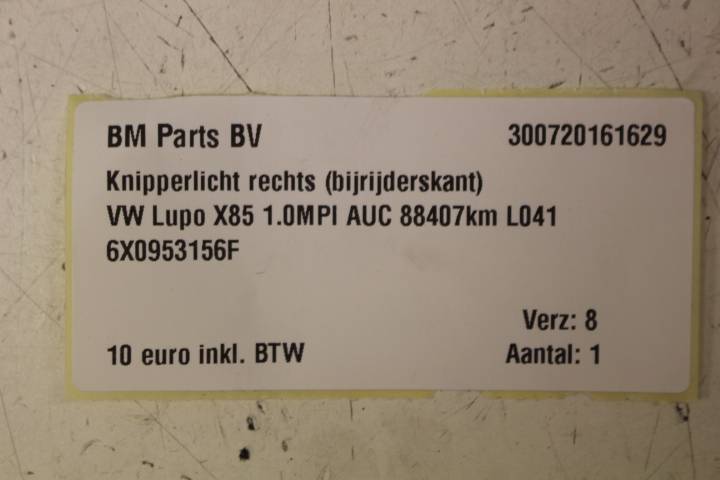 BM Parts BV 300720161629
Knipperlicht rechts (bijrijderskant)
VW Lupo X85 1.0MPI AUC 88407km L041
6X0953156F
Verz: 8
10 euro inkl. BTW Aantal: 1